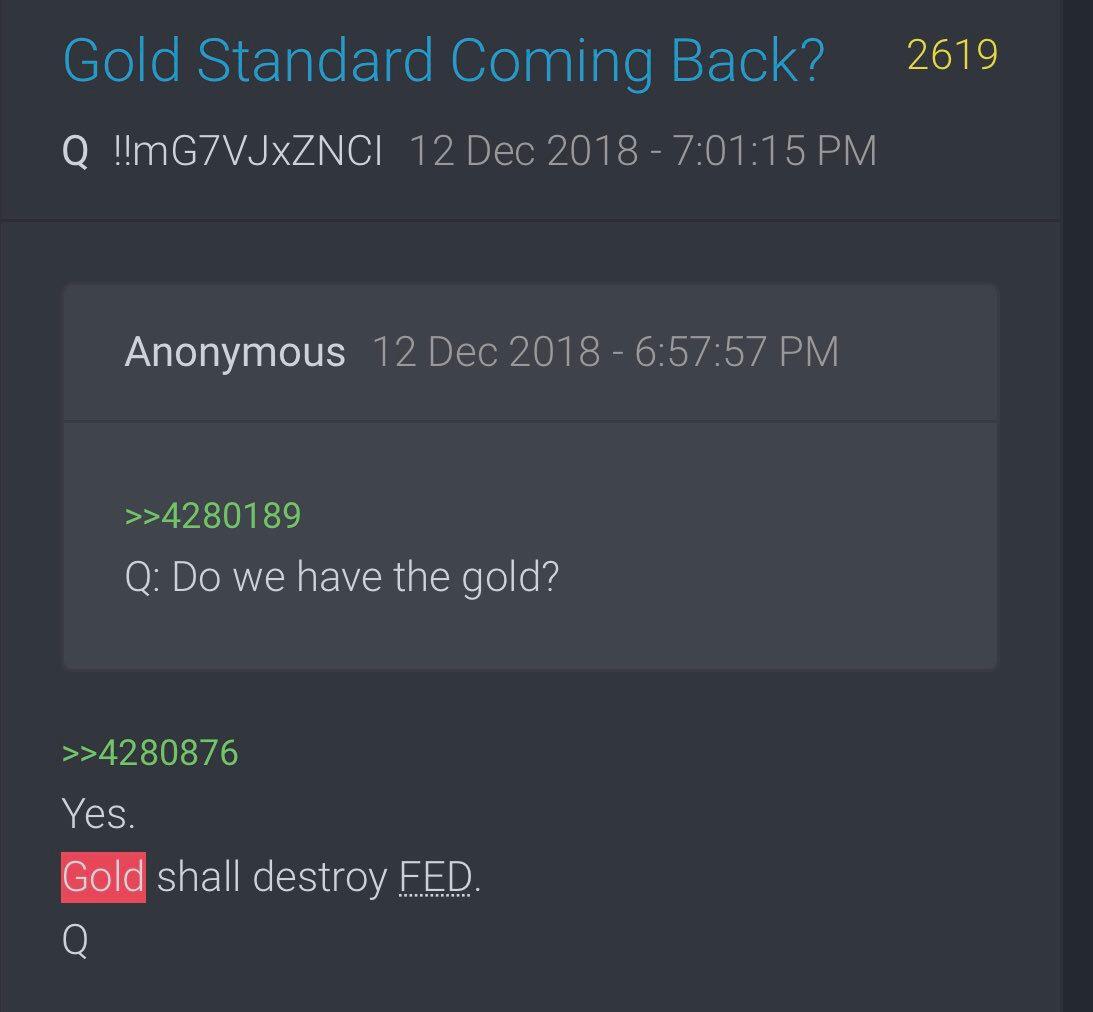 Gold Standard Coming Back? 2619
Q !!mG7VJxZNCI 12 Dec 2018 - 7:01:15 PM
Anonymous 12 Dec 2018 - 6:57:57 PM
>>4280189
Q: Do we have the gold?
>>4280876
Yes.
Gold shall destroy FED.
Q